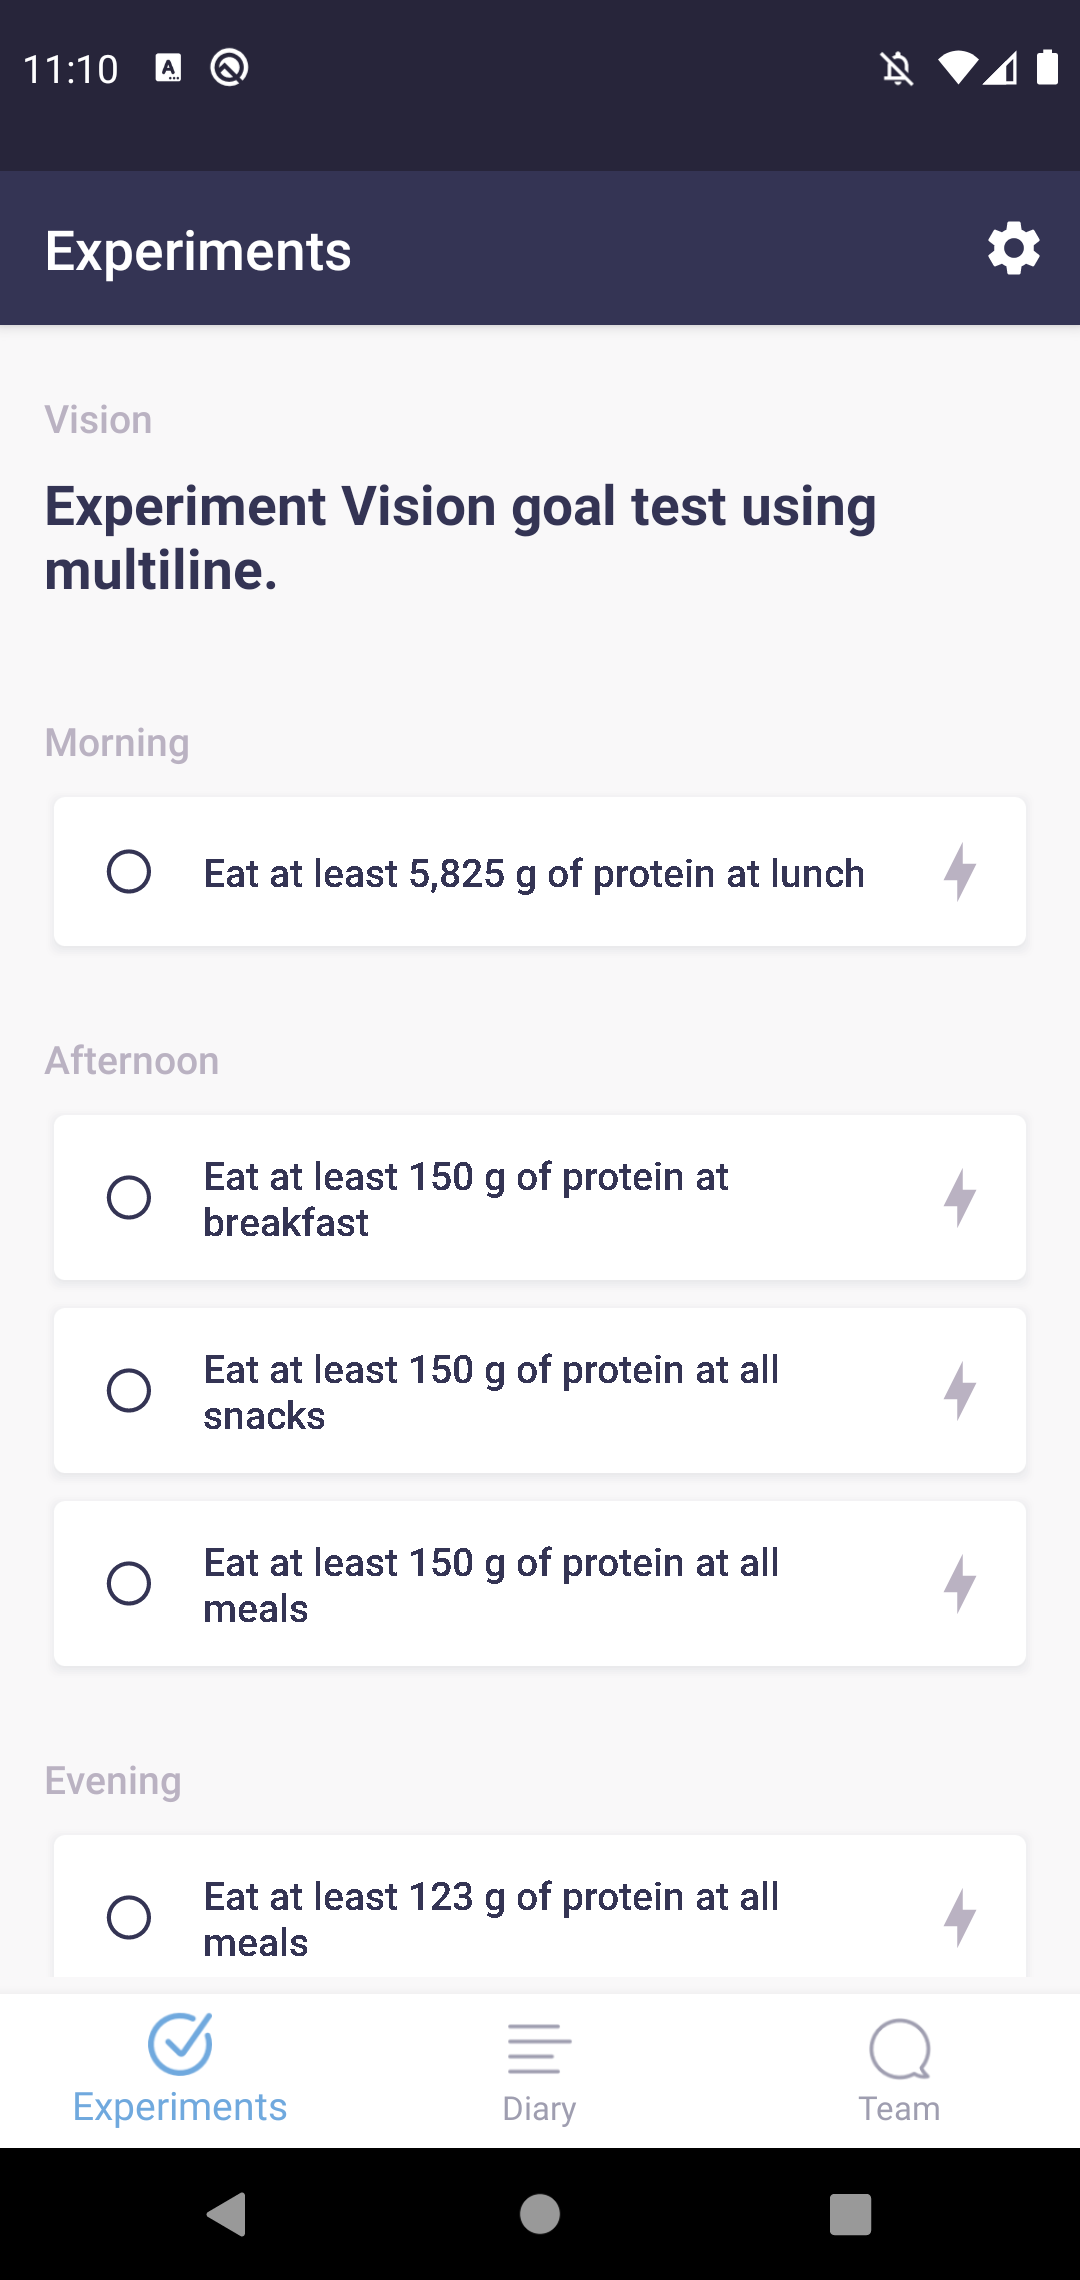 11:10
Experiments
Vision
Experiment Vision goal test using
multiline.
Morning
Eat at least 5,825 g of protein at lunch
Afternoon
Eat at least 150 g of protein at
breakfast
Eat at least 150 g of protein at all
snacks
Eat at least 150 g of protein at all
meals
Evening
Eat at least 123 g of protein at all
meals
Experiments
Diary
Team